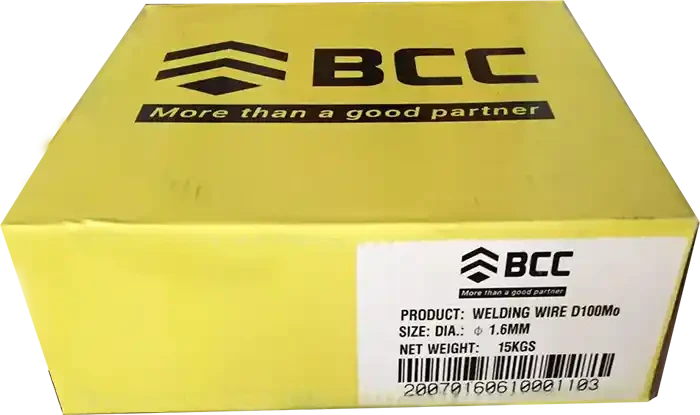 BCC
More than a good partner
BCC
More than a good partner
PRODUCT: WELDING WIRE D100Mo
SIZE: DIA.: ϕ 1.6MM
NET WEIGHT: 15KGS
20070160610001103